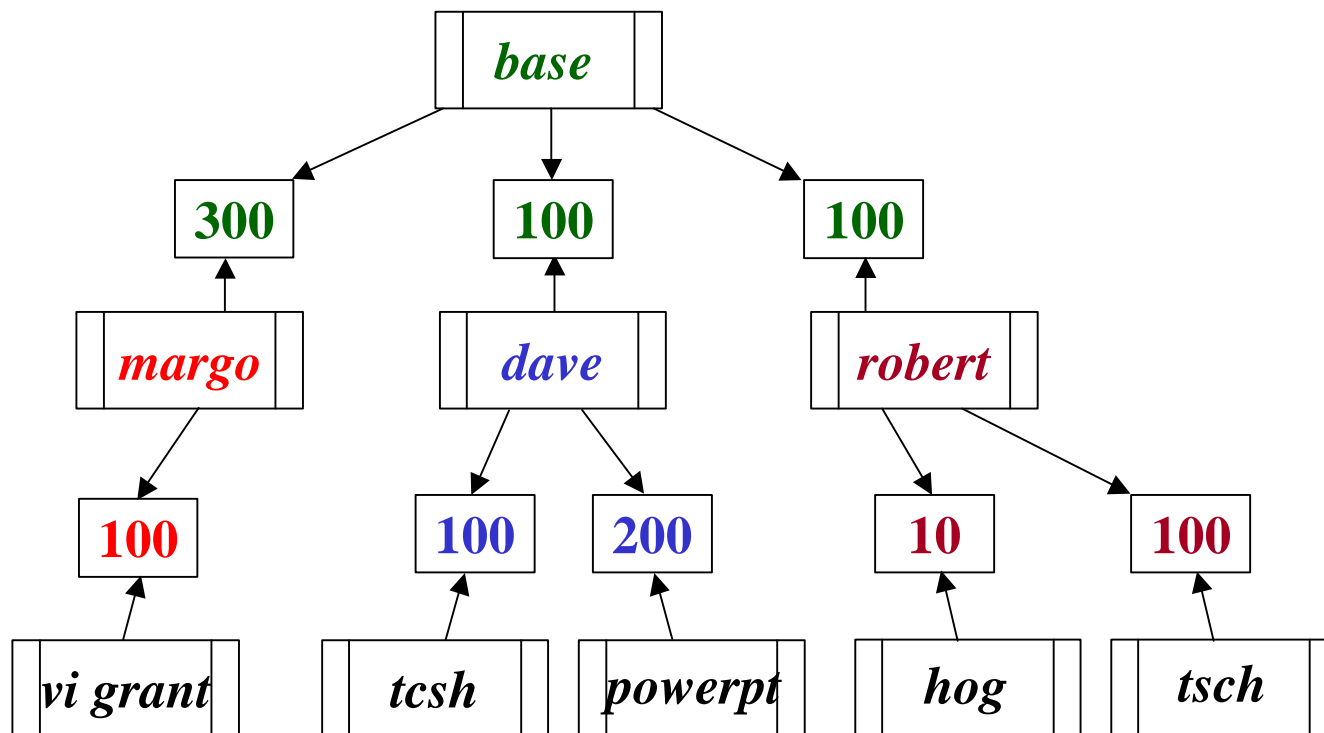 base
300 100 100
margo dave robert
100 100 200 10 100
vi grant tcsh powerpt hog tsch